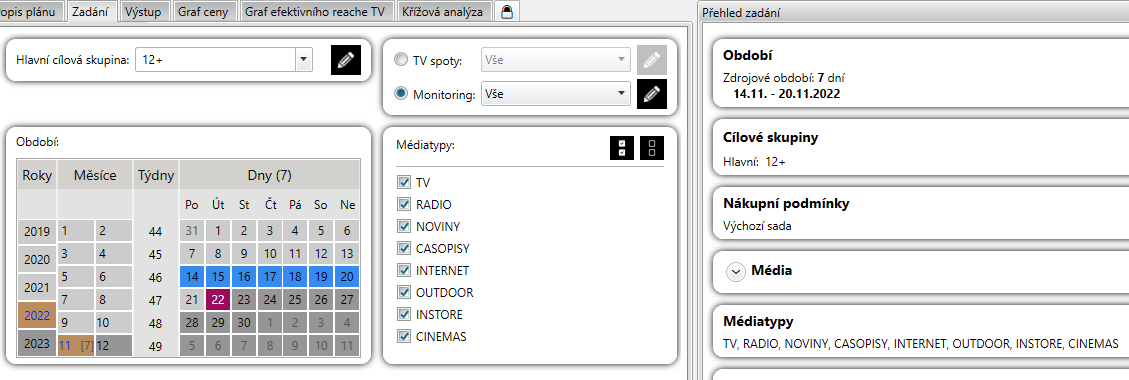 opis plánu Zadání Výstup Graf ceny Graf efektivního reache TV Křížová analýza
Hlavní cílová skupina: 12+
TV spoty: Vše
Monitoring: Vše
Období:
Roky Měsíce Týdny Dny (7)
Po Út St Čt Pá So Ne
2019 1 2 44 31 1 2 3 4 5 6
2020 3 4 45 7 8 9 10 11 12 13
2021 5 6 46 14 15 16 17 18 19 20
2022 7 8 47 21 22 23 24 25 26 27
9 10 48 28 29 30 1 2 3 4
2023 11 [7] 12 49 5 6 7 8 9 10 11
Médiatypy:
TV
RADIO
NOVINY
CASOPISY
INTERNET
OUTDOOR
INSTORE
CINEMAS
Přehled zadání
Období
Zdrojové období: 7 dní
14.11. - 20.11.2022
Cílové skupiny
Hlavní: 12+
Nákupní podmínky
Výchozí sada
Média
Médiatypy
TV, RADIO, NOVINY, CASOPISY, INTERNET, OUTDOOR, INSTORE, CINEMAS